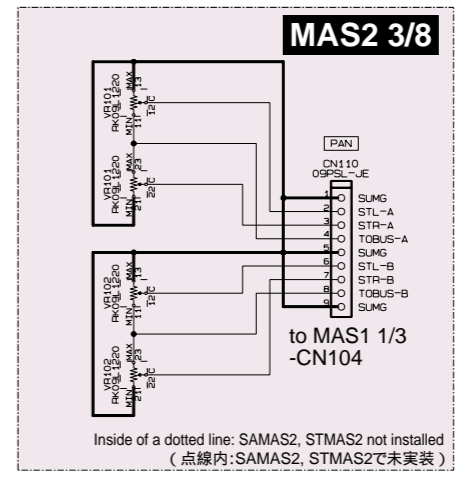 MAS2 3/8
VR101
RK09L1220
MAX
13
12
C
11
MIN
VR101
RK09L1220
MAX
23
22
C
21
MIN
VR102
RK09L1220
MAX
13
12
C
11
MIN
VR102
RK09L1220
MAX
23
22
C
21
MIN
PAN
CN110
09PSL-JE
1 SUMG
2 STL-A
3 STR-A
4 TOBUS-A
5 SUMG
6 STL-B
7 STR-B
8 TOBUS-B
9 SUMG
to MAS1 1/3
-CN104
Inside of a dotted line: SAMAS2, STMAS2 not installed
(点線内:SAMAS2, STMAS2で未実装)